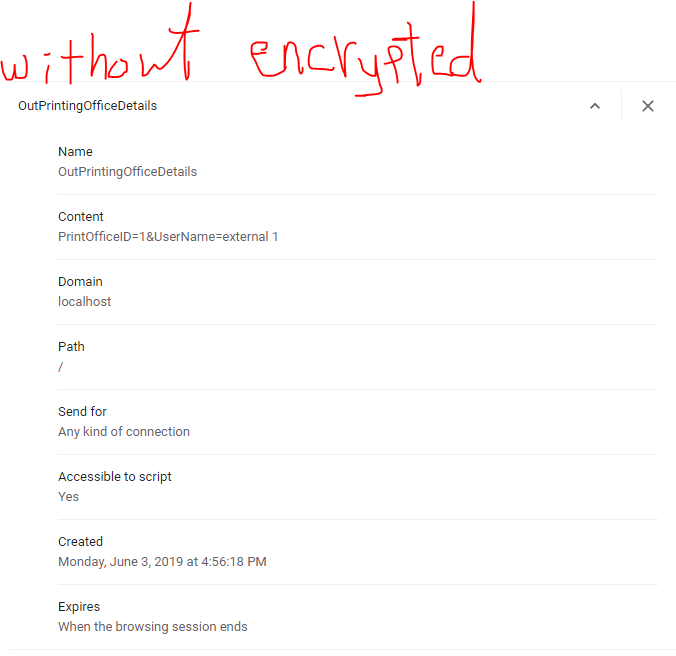 without encrypted
OutPrintingOfficeDetails
Name
OutPrintingOfficeDetails
Content
PrintOfficeID=1&UserName=external 1
Domain
localhost
Path
/
Send for
Any kind of connection
Accessible to script
Yes
Created
Monday, June 3, 2019 at 4:56:18 PM
Expires
When the browsing session ends